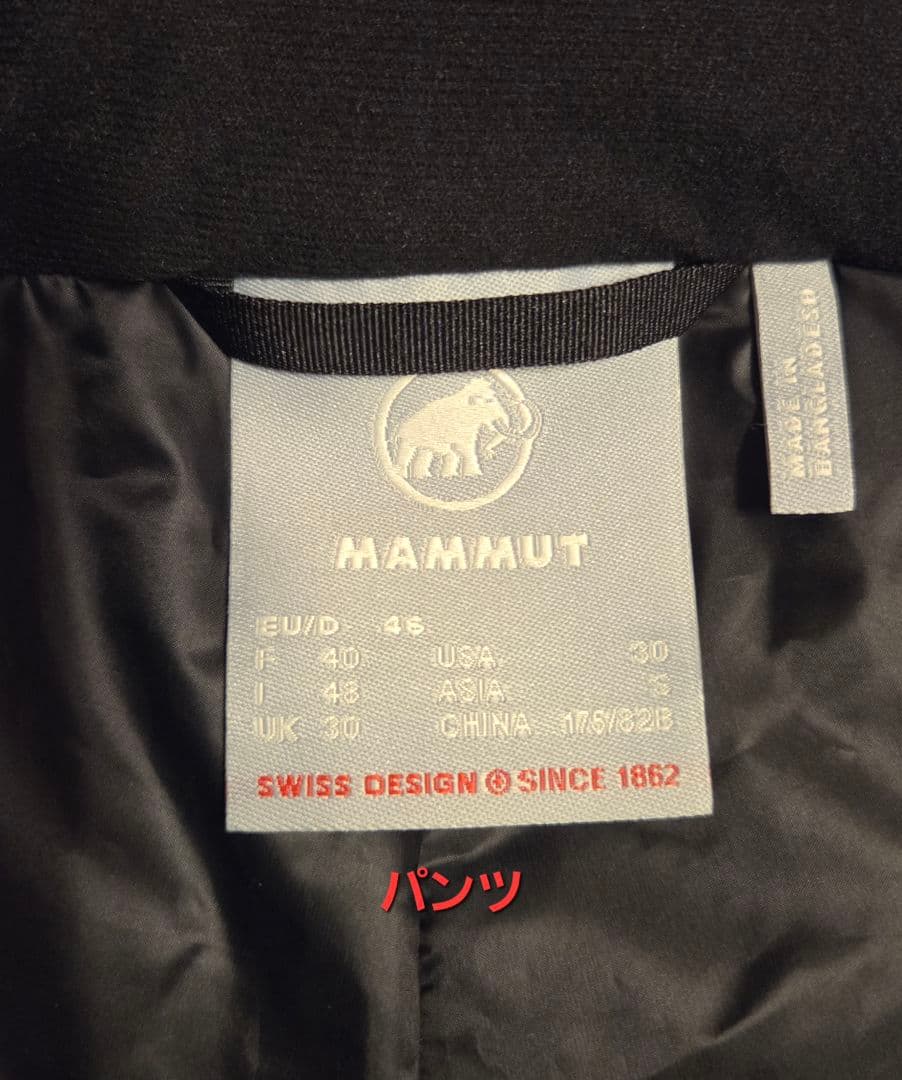 MAMMUT
EU/D 46
F 40 USA 30
I 48 ASIA S
UK 30 CHINA 175/82B
SWISS DESIGN SINCE 1862
MADE IN
BANGLADESH
パンツ